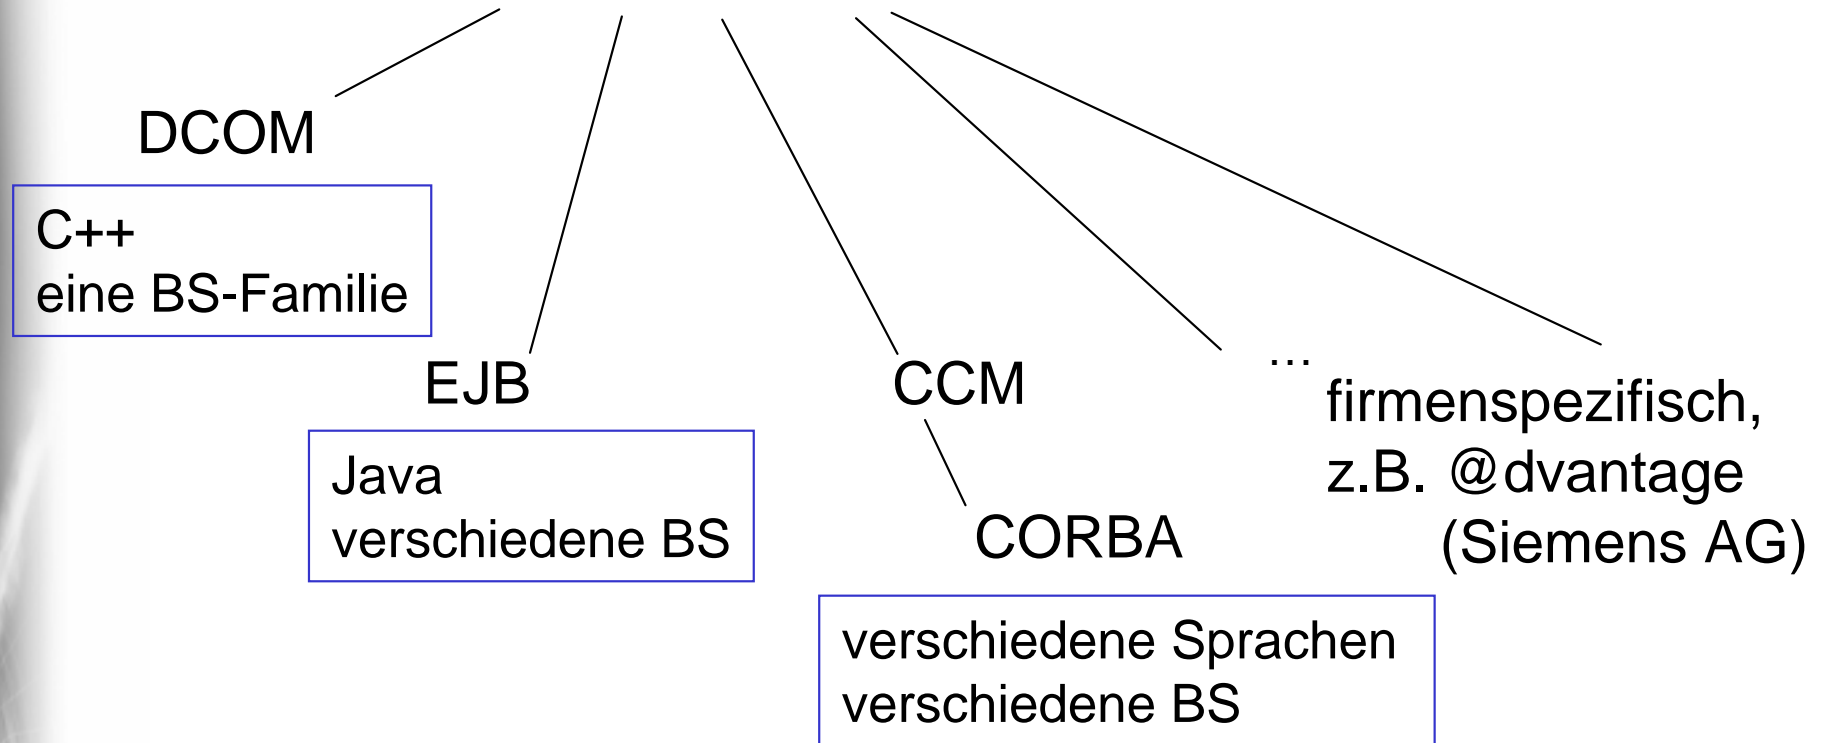 DCOM
C++
eine BS-Familie
EJB
Java
verschiedene BS
CCM
CORBA
verschiedene Sprachen
verschiedene BS
...
firmenspezifisch,
z.B. @dvantage
(Siemens AG)